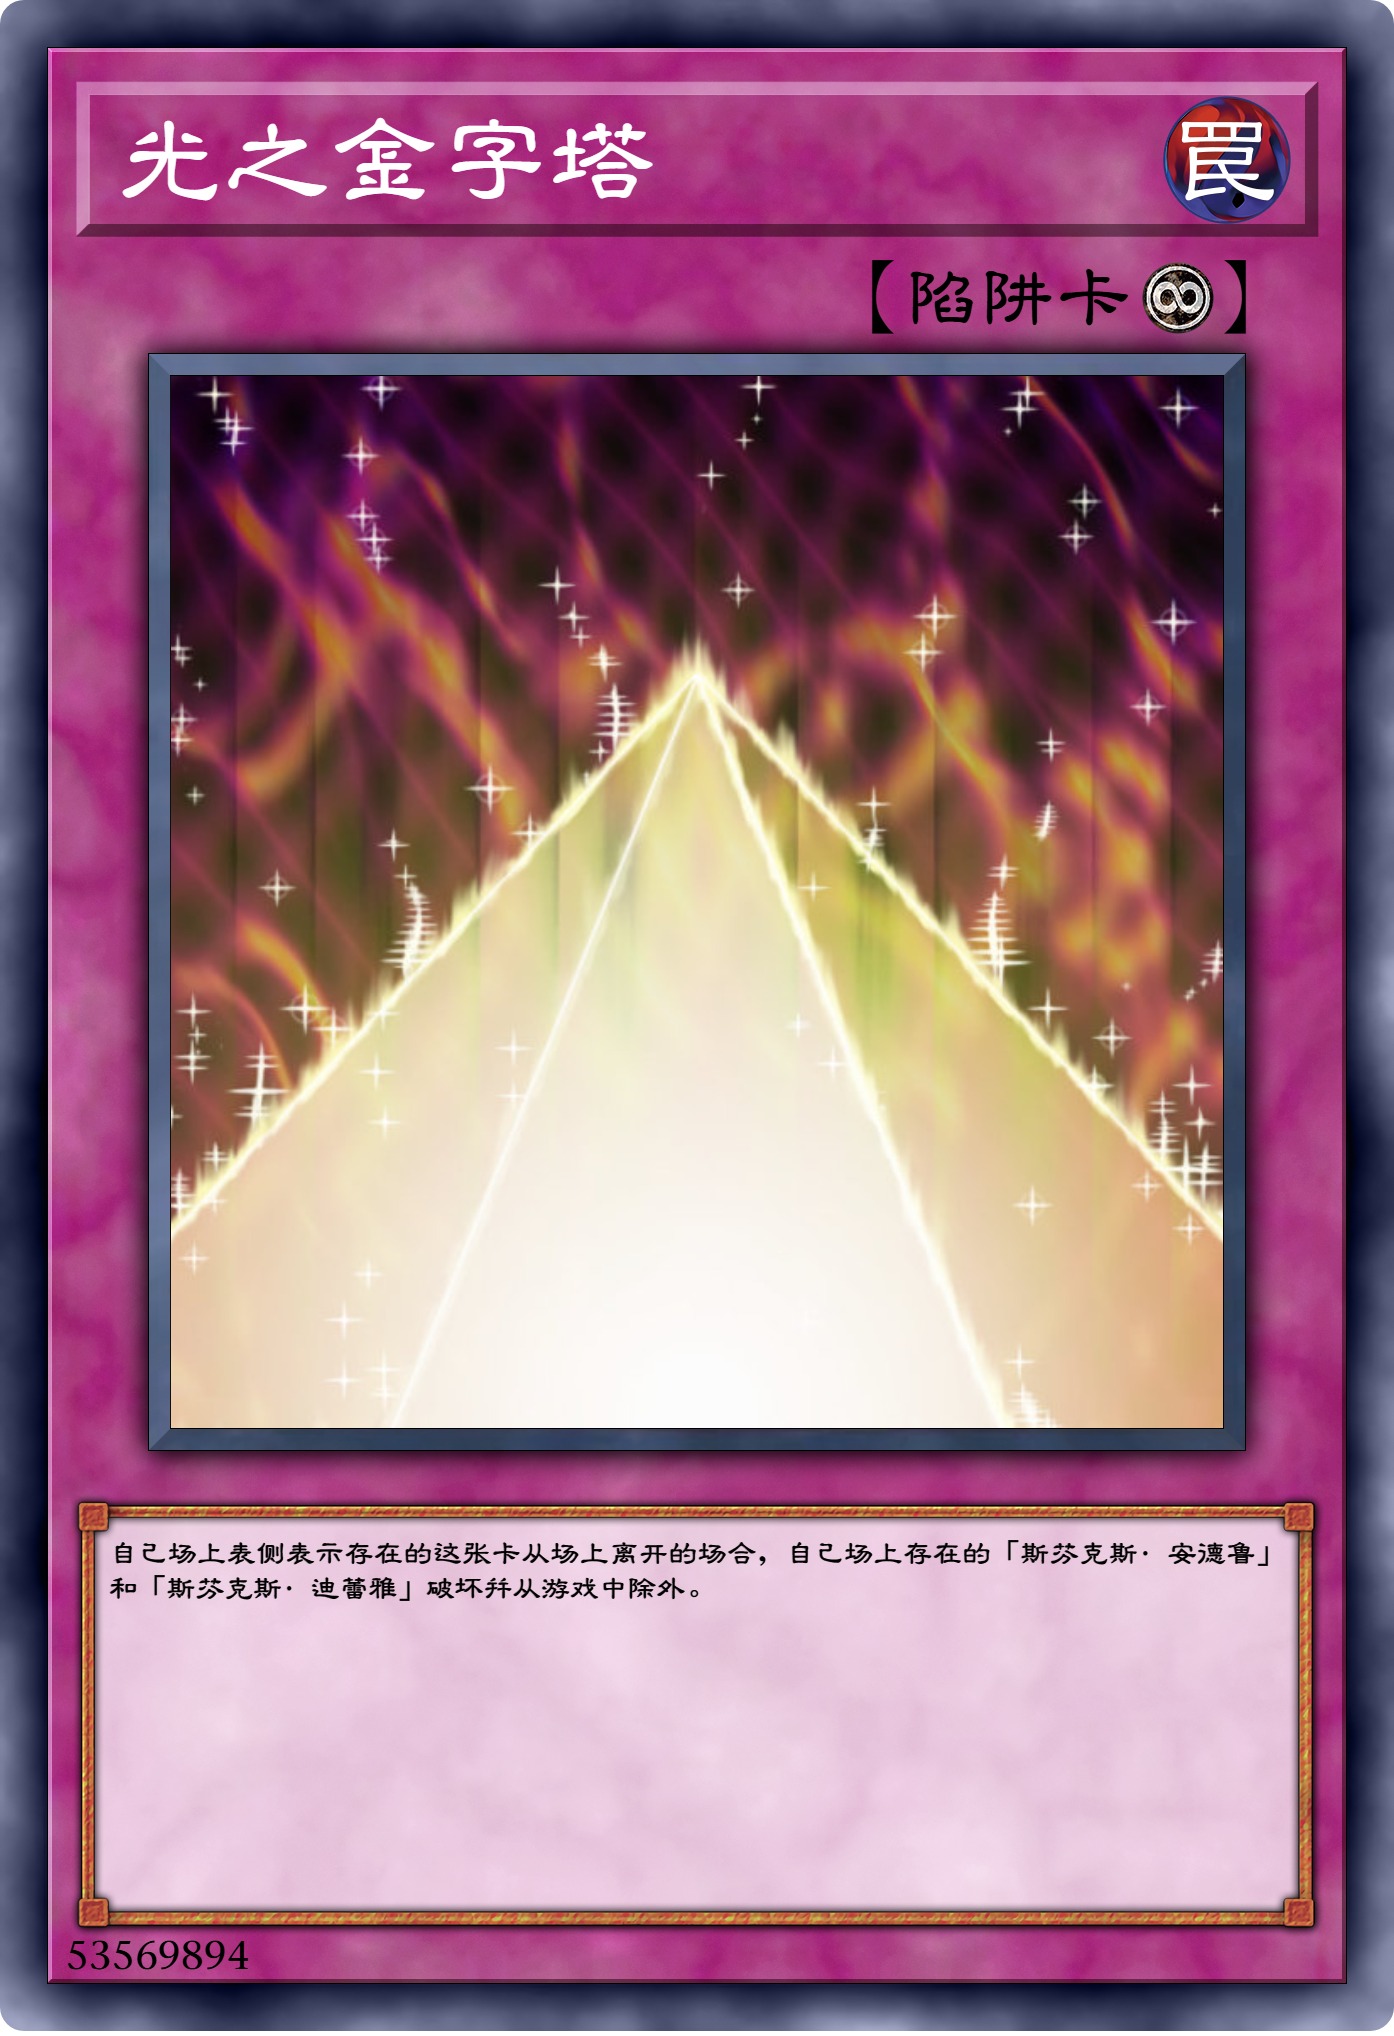 光之金字塔
罠
【陷阱卡】
自己场上表侧表示存在的这张卡从场上离开的场合，自己场上存在的「斯芬克斯·安德鲁」
和「斯芬克斯·迪蕾雅」破坏并从游戏中除外。
53569894